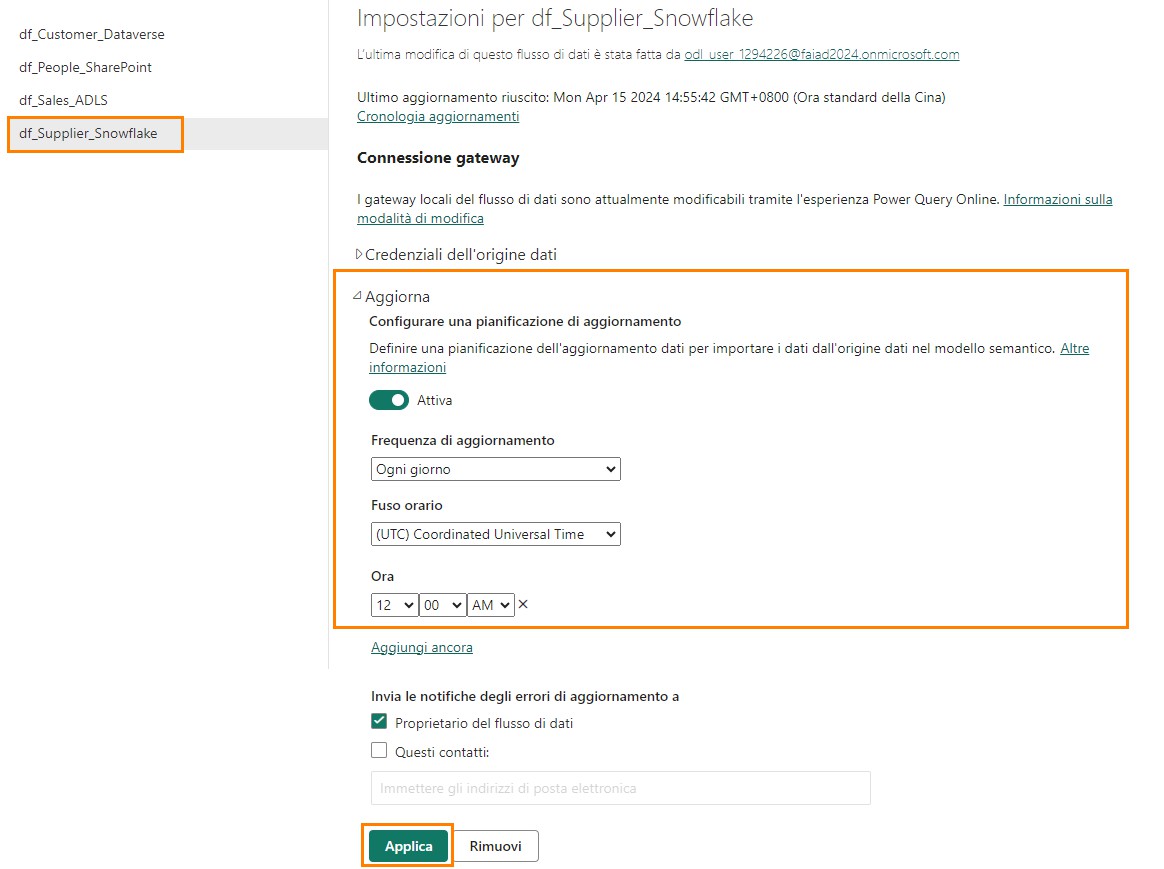 df_Customer_Dataverse
df_People_SharePoint
df_Sales_ADLS
df_Supplier_Snowflake
Impostazioni per df_Supplier_Snowflake
L'ultima modifica di questo flusso di dati è stata fatta da odl_user_1294226@faiad2024.onmicrosoft.com
Ultimo aggiornamento riuscito: Mon Apr 15 2024 14:55:42 GMT+0800 (Ora standard della Cina)
Cronologia aggiornamenti
Connessione gateway
I gateway locali del flusso di dati sono attualmente modificabili tramite l'esperienza Power Query Online. Informazioni sulla
modalità di modifica
Credenziali dell'origine dati
Aggiorna
Configurare una pianificazione di aggiornamento
Definire una pianificazione dell'aggiornamento dati per importare i dati dall'origine dati nel modello semantico. Altre
informazioni
Attiva
Frequenza di aggiornamento
Ogni giorno
Fuso orario
(UTC) Coordinated Universal Time
Ora
12 00 AM
Aggiungi ancora
Invia le notifiche degli errori di aggiornamento a
Proprietario del flusso di dati
Questi contatti:
Immettere gli indirizzi di posta elettronica
Applica Rimuovi